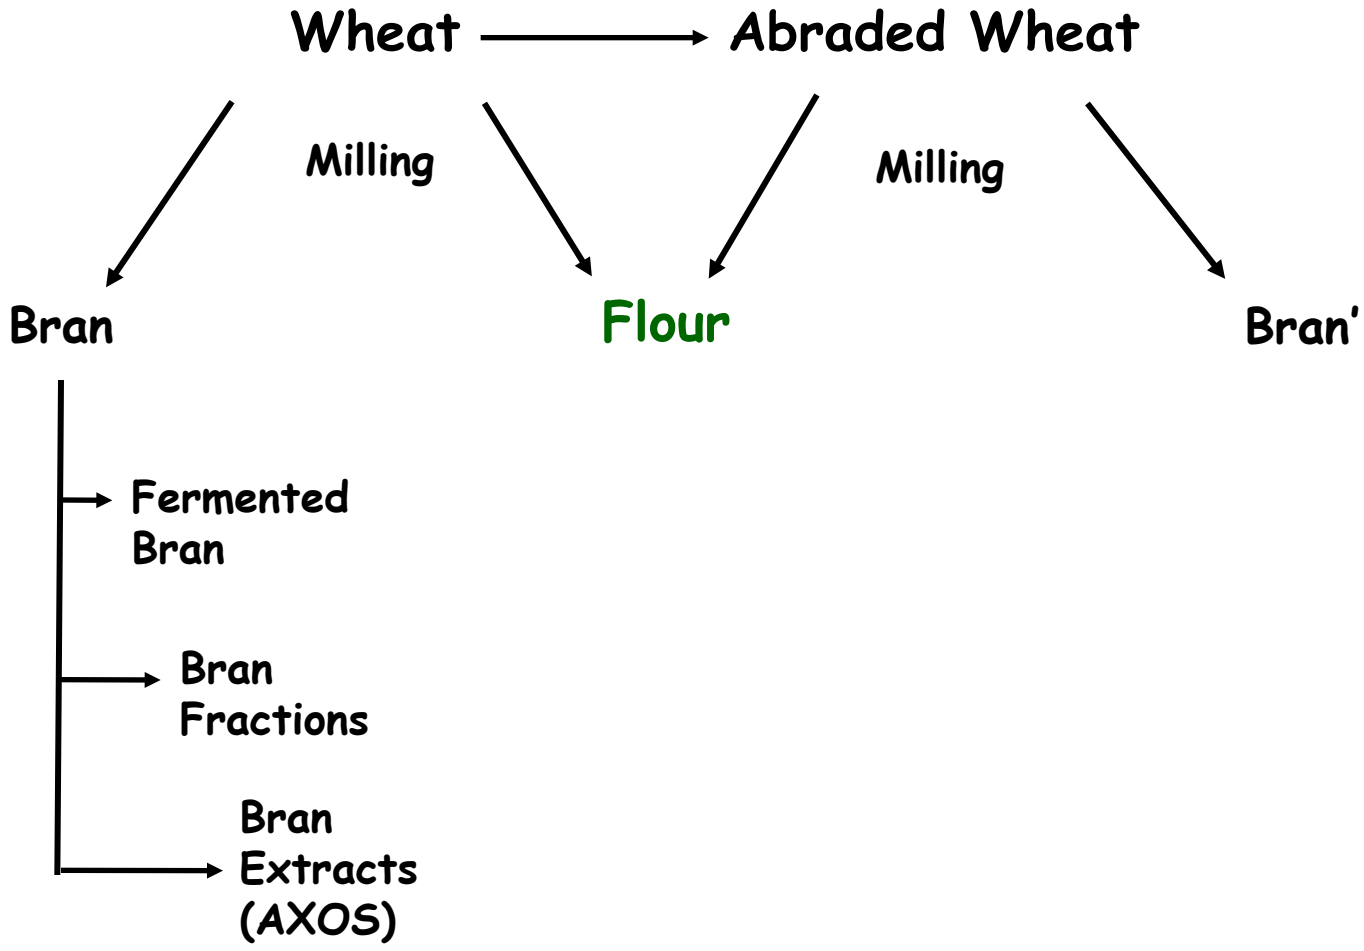 Wheat
Abraded Wheat
Milling
Milling
Bran
Flour
Bran’
Fermented
Bran
Bran
Fractions
Bran
Extracts
(AXOS)